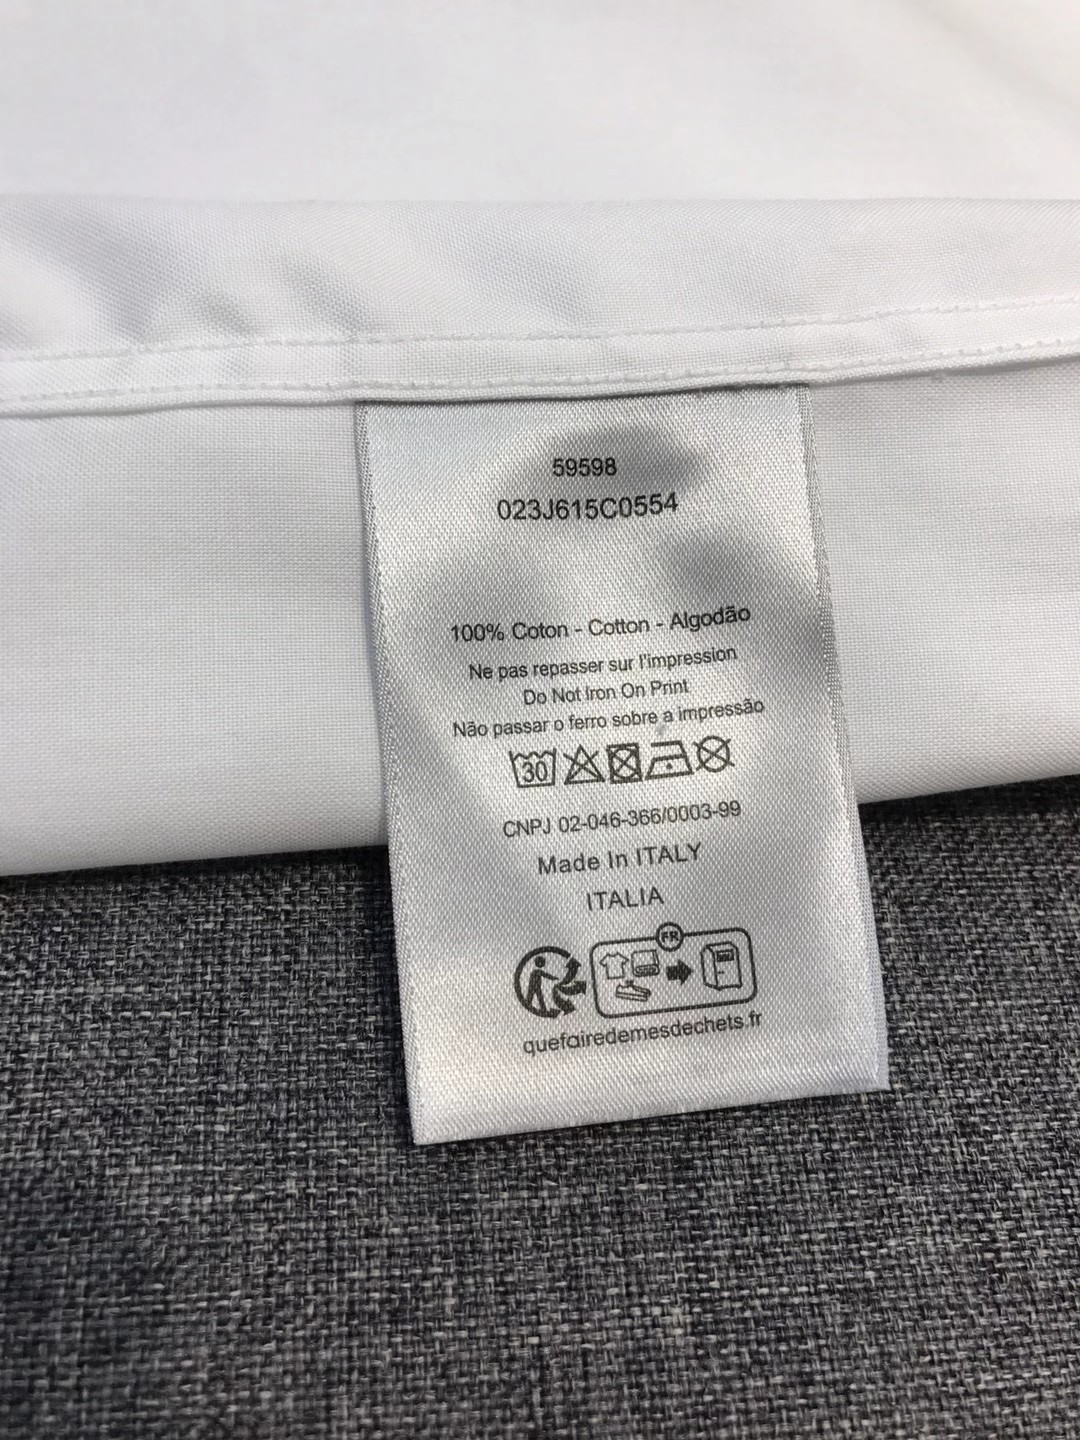 59598
023J615C0554
100% Coton - Cotton - Algodão
Ne pas repasser sur l'impression
Do Not Iron On Print
Não passar o ferro sobre a impressão
30
CNPJ 02-046-366/0003-99
Made In ITALY
ITALIA
FR
quefairedemesdechets.fr